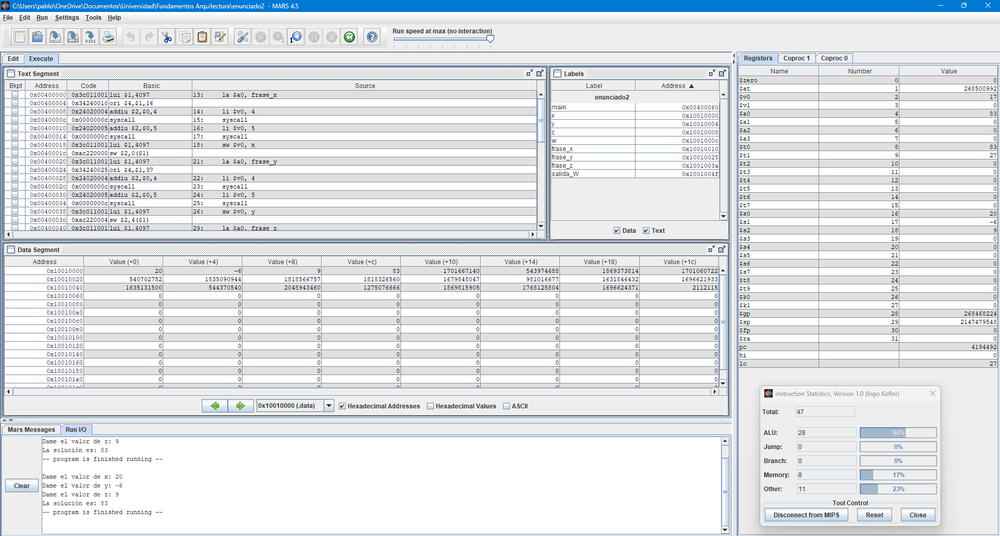 C:\Users\pablo\OneDrive\Documentos\Universidad\Fundamentos Arquitectura\enunciado2 - MARS 4.5
File Edit Run Settings Tools Help
Run speed at max (no interaction)
Edit Execute
Text Segment
Bkpt Address Code Basic Source
0x00400000 0x3c011001 lui $1,4097 13: la $a0, frase_x
0x00400004 0x34240010 ori $4,$1,16
0x00400008 0x24020004 addiu $2,$0,4 14: li $v0, 4
0x0040000c 0x0000000c syscall 15: syscall
0x00400010 0x24020005 addiu $2,$0,5 16: li $v0, 5
0x00400014 0x0000000c syscall 17: syscall
0x00400018 0x3c011001 lui $1,4097 18: sw $v0, x
0x0040001c 0xac220000 sw $2,0($1)
0x00400020 0x3c011001 lui $1,4097 21: la $a0, frase_y
0x00400024 0x34240025 ori $4,$1,37
0x00400028 0x24020004 addiu $2,$0,4 22: li $v0, 4
0x0040002c 0x0000000c syscall 23: syscall
0x00400030 0x24020005 addiu $2,$0,5 24: li $v0, 5
0x00400034 0x0000000c syscall 25: syscall
0x00400038 0x3c011001 lui $1,4097 26: sw $v0, y
0x0040003c 0xac220004 sw $2,4($1)
0x00400040 0x3c011001 lui $1,4097 29: la $a0, frase_z
Labels
Label Address ▲
enunciado2
main 0x00400060
x 0x10010000
y 0x10010004
z 0x10010008
w 0x1001000c
frase_x 0x10010010
frase_y 0x10010025
frase_z 0x1001003a
salida_W 0x1001004f
Data Text
Data Segment
Address Value (+0) Value (+4) Value (+8) Value (+c) Value (+10) Value (+14) Value (+18) Value (+1c)
0x10010000 20 -6 9 83 1701667140 543974688 1869373814 1701060722
0x10010020 540702752 1835090944 1818566757 1818326560 1679848047 981016677 1631846432 1696621933
0x10010040 1635131500 544370540 2048943460 1275076666 1869815905 1768125804 1696624371 2112115
0x10010060 0 0 0 0 0 0 0 0
0x10010080 0 0 0 0 0 0 0 0
0x100100a0 0 0 0 0 0 0 0 0
0x100100c0 0 0 0 0 0 0 0 0
0x100100e0 0 0 0 0 0 0 0 0
0x10010100 0 0 0 0 0 0 0 0
0x10010120 0 0 0 0 0 0 0 0
0x10010140 0 0 0 0 0 0 0 0
0x10010160 0 0 0 0 0 0 0 0
0x10010180 0 0 0 0 0 0 0 0
0x100101a0 0 0 0 0 0 0 0 0
0x100101c0 0 0 0 0 0 0 0 0
0x10010000 (.data) Hexadecimal Addresses Hexadecimal Values ASCII
Mars Messages Run I/O
Clear
Dame el valor de z: 9
La solución es: 83
-- program is finished running --
Dame el valor de x: 20
Dame el valor de y: -6
Dame el valor de z: 9
La solución es: 83
-- program is finished running --
Registers Coproc 1 Coproc 0
Name Number Value
$zero 0 0
$at 1 268500992
$v0 2 17
$v1 3 0
$a0 4 83
$a1 5 0
$a2 6 0
$a3 7 0
$t0 8 83
$t1 9 27
$t2 10 0
$t3 11 0
$t4 12 0
$t5 13 0
$t6 14 0
$t7 15 0
$s0 16 20
$s1 17 -6
$s2 18 9
$s3 19 0
$s4 20 0
$s5 21 0
$s6 22 0
$s7 23 0
$t8 24 0
$t9 25 0
$k0 26 0
$k1 27 0
$gp 28 268468224
$sp 29 2147479548
$fp 30 0
$ra 31 0
pc 4194492
hi 0
lo 27
Instruction Statistics, Version 1.0 (Ingo Kofler)
Total: 47
ALU: 28 60%
Jump: 0 0%
Branch: 0 0%
Memory: 8 17%
Other: 11 23%
Tool Control
Disconnect from MIPS Reset Close